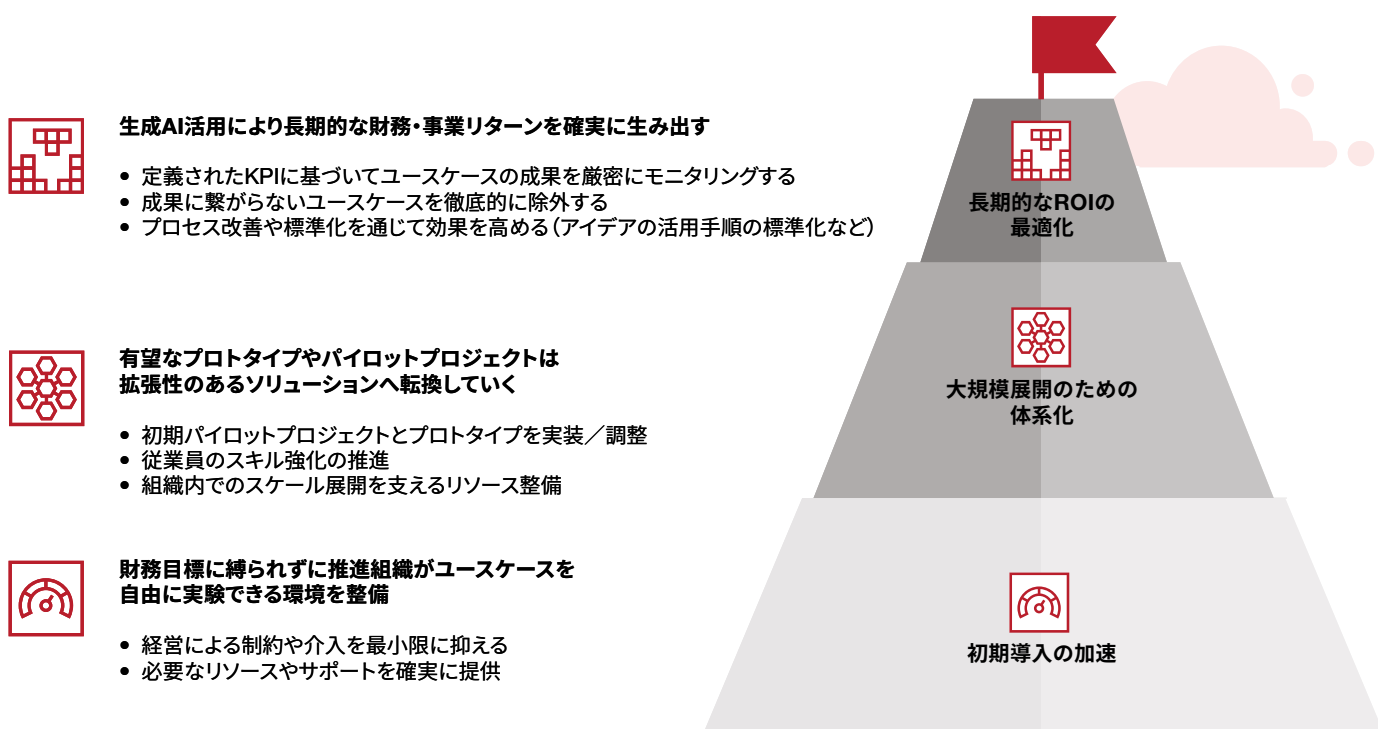 生成AI活用により長期的な財務・事業リターンを確実に生み出す
• 定義されたKPIに基づいてユースケースの成果を厳密にモニタリングする
• 成果に繋がらないユースケースを徹底的に除外する
• プロセス改善や標準化を通じて効果を高める（アイデアの活用手順の標準化など）
長期的なROIの
最適化
有望なプロトタイプやパイロットプロジェクトは
拡張性のあるソリューションへ転換していく
• 初期パイロットプロジェクトとプロトタイプを実装／調整
• 従業員のスキル強化の推進
• 組織内でのスケール展開を支えるリソース整備
大規模展開のための
体系化
財務目標に縛られずに推進組織がユースケースを
自由に実験できる環境を整備
• 経営による制約や介入を最小限に抑える
• 必要なリソースやサポートを確実に提供
初期導入の加速